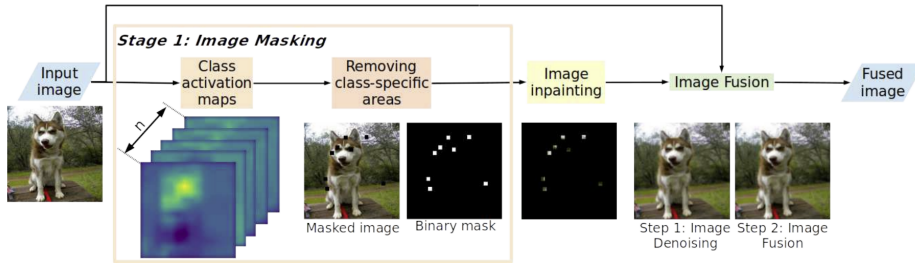 Stage 1: Image Masking
Input
image
Class
activation
maps
Removing
class-specific
areas
Image
inpainting
Image Fusion
Fused
image
n
Masked image
Binary mask
Step 1: Image
Denoising
Step 2: Image
Fusion